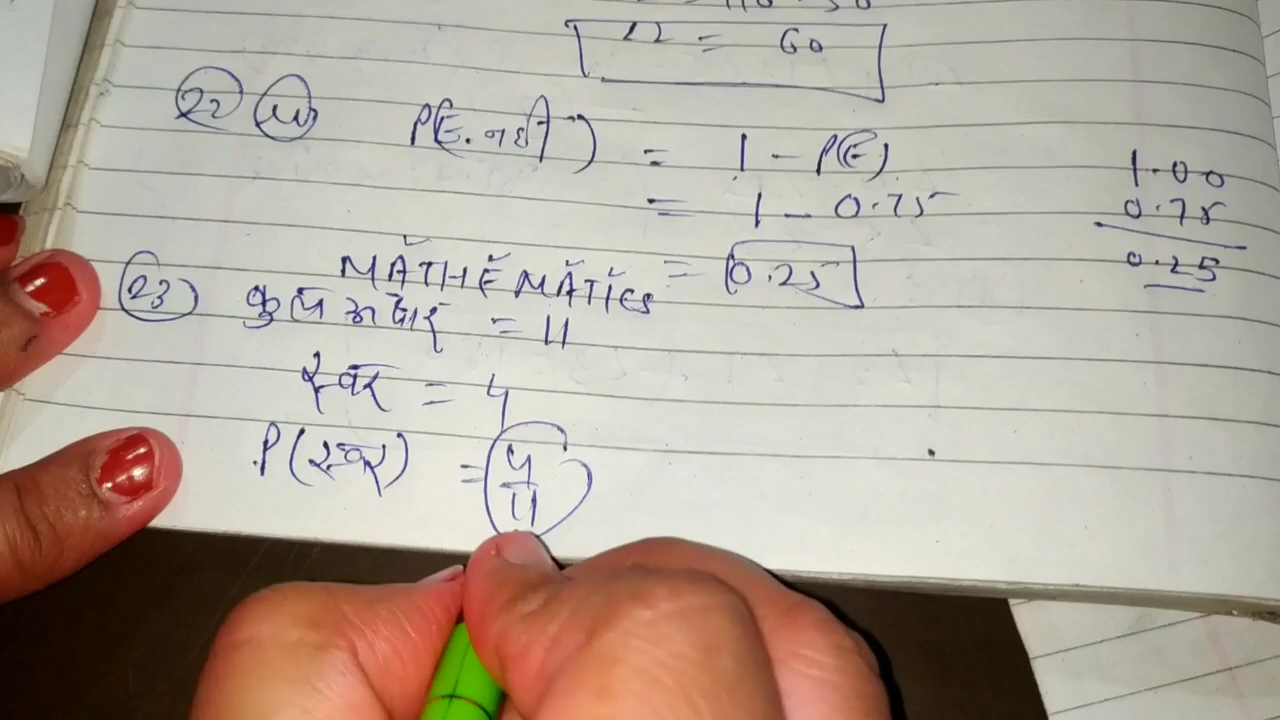 22 = 60
22 P(E. नहीं) = 1 - P(E)
= 1 - 0.75
= 0.25
1.00
0.75
0.25
23 MATHEMATICS
कुल अक्षर = 11
स्वर = 4
P(स्वर) = 4/11